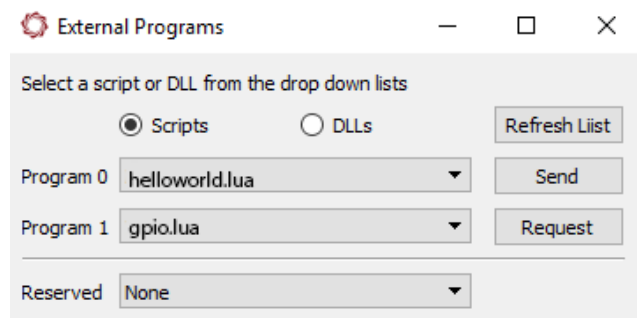 External Programs
Select a script or DLL from the drop down lists
Scripts DLLs Refresh Liist
Program 0 helloworld.lua Send
Program 1 gpio.lua Request
Reserved None